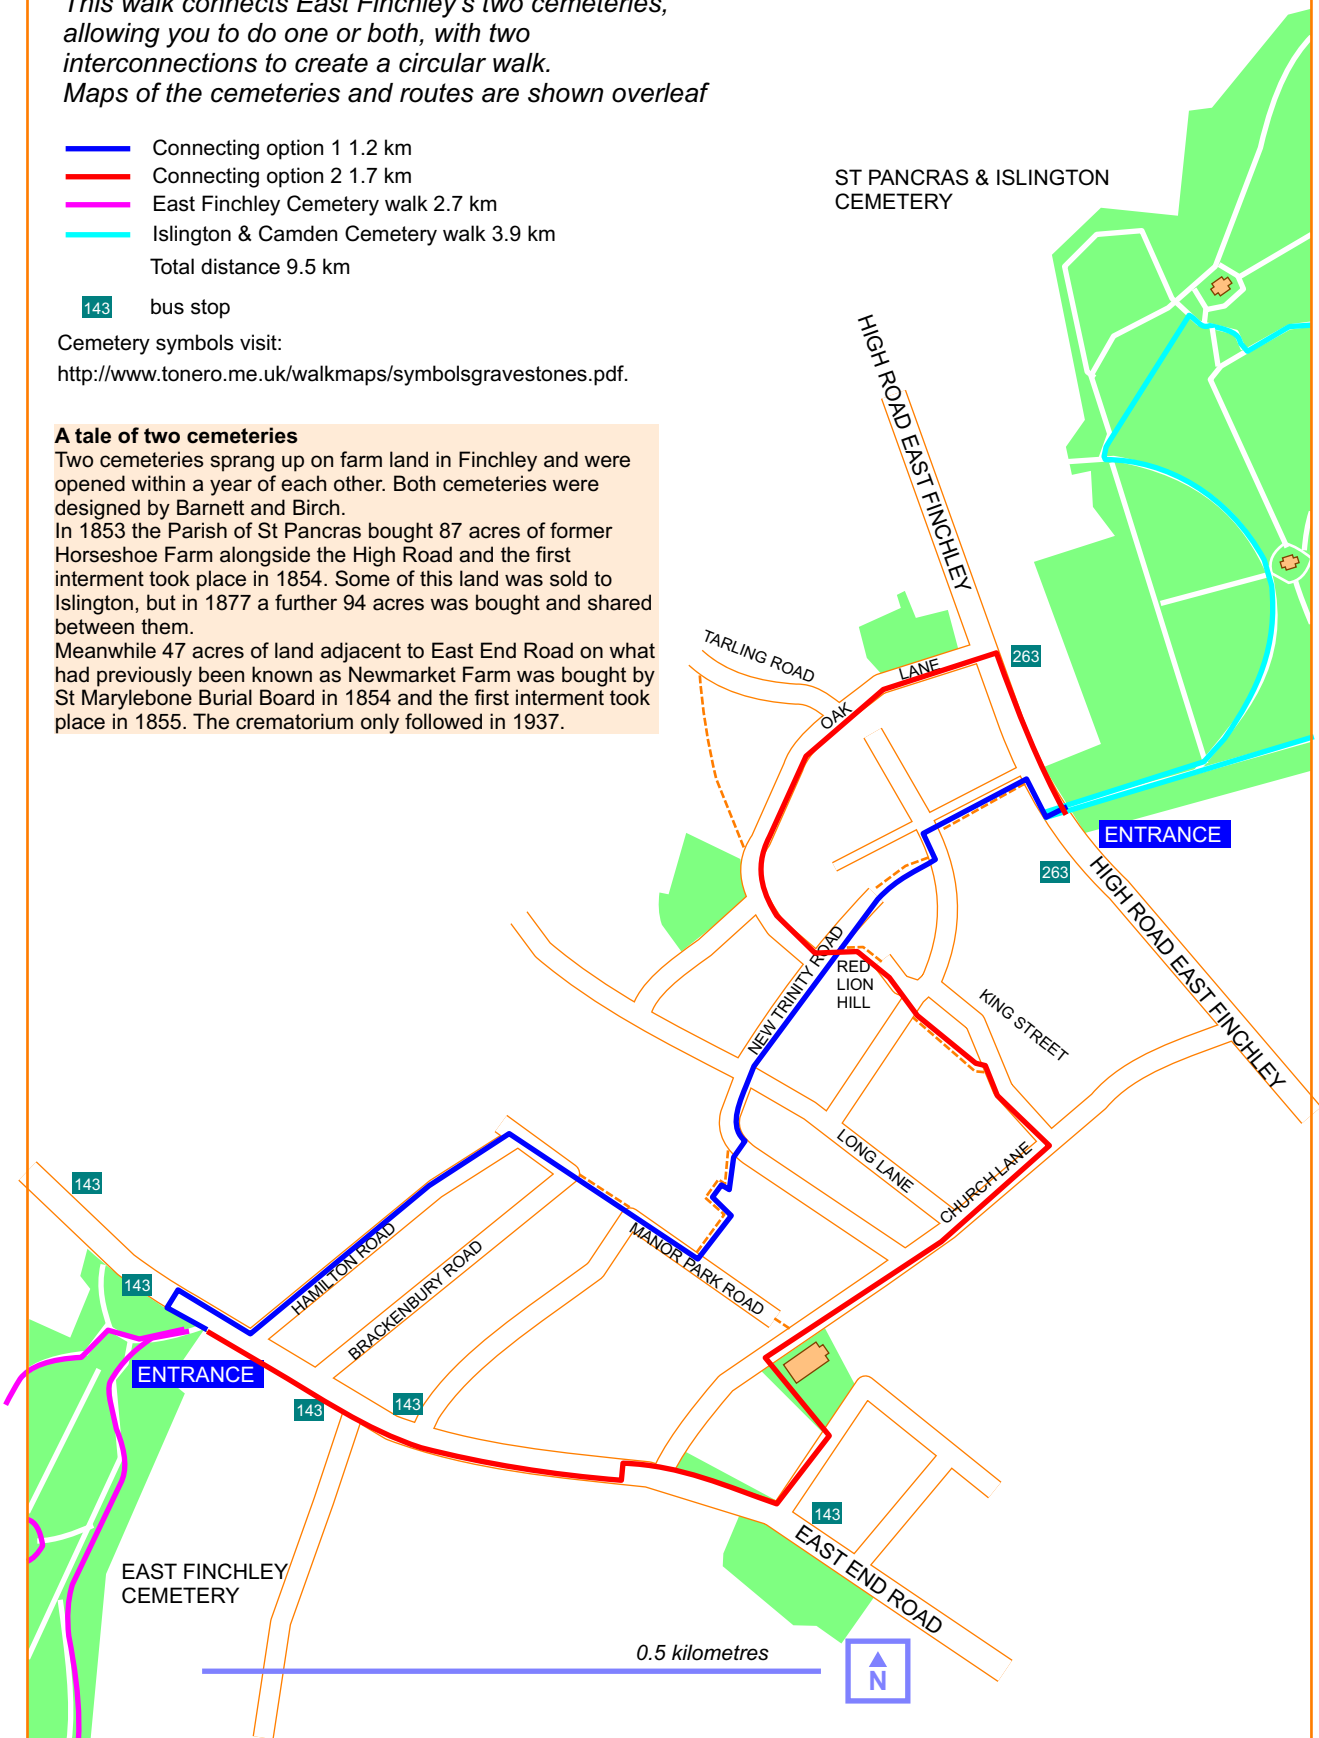 This walk connects East Finchley's two cemeteries,
allowing you to do one or both, with two
interconnections to create a circular walk.
Maps of the cemeteries and routes are shown overleaf
Connecting option 1 1.2 km
Connecting option 2 1.7 km
East Finchley Cemetery walk 2.7 km
Islington & Camden Cemetery walk 3.9 km
Total distance 9.5 km
143 bus stop
Cemetery symbols visit:
http://www.tonero.me.uk/walkmaps/symbolsgravestones.pdf.
A tale of two cemeteries
Two cemeteries sprang up on farm land in Finchley and were
opened within a year of each other. Both cemeteries were
designed by Barnett and Birch.
In 1853 the Parish of St Pancras bought 87 acres of former
Horseshoe Farm alongside the High Road and the first
interment took place in 1854. Some of this land was sold to
Islington, but in 1877 a further 94 acres was bought and shared
between them.
Meanwhile 47 acres of land adjacent to East End Road on what
had previously been known as Newmarket Farm was bought by
St Marylebone Burial Board in 1854 and the first interment took
place in 1855. The crematorium only followed in 1937.
ST PANCRAS & ISLINGTON
CEMETERY
HIGH ROAD EAST FINCHLEY
TARLING ROAD
OAK LANE
263
ENTRANCE
263
HIGH ROAD EAST FINCHLEY
NEW TRINITY ROAD
RED
LION
HILL
KING STREET
LONG LANE
CHURCH LANE
143
HAMILTON ROAD
MANOR PARK ROAD
BRACKENBURY ROAD
143
ENTRANCE
143
143
143
EAST END ROAD
EAST FINCHLEY
CEMETERY
0.5 kilometres
N